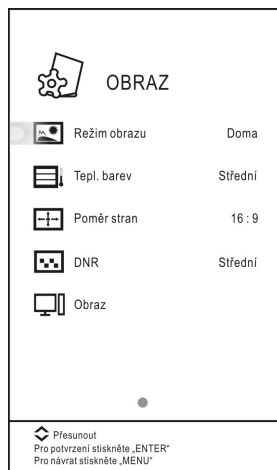 OBRAZ
Režim obrazu Doma
Tepl. barev Střední
Poměr stran 16 : 9
DNR Střední
Obraz
Přesunout
Pro potvrzení stiskněte „ENTER“
Pro návrat stiskněte „MENU“